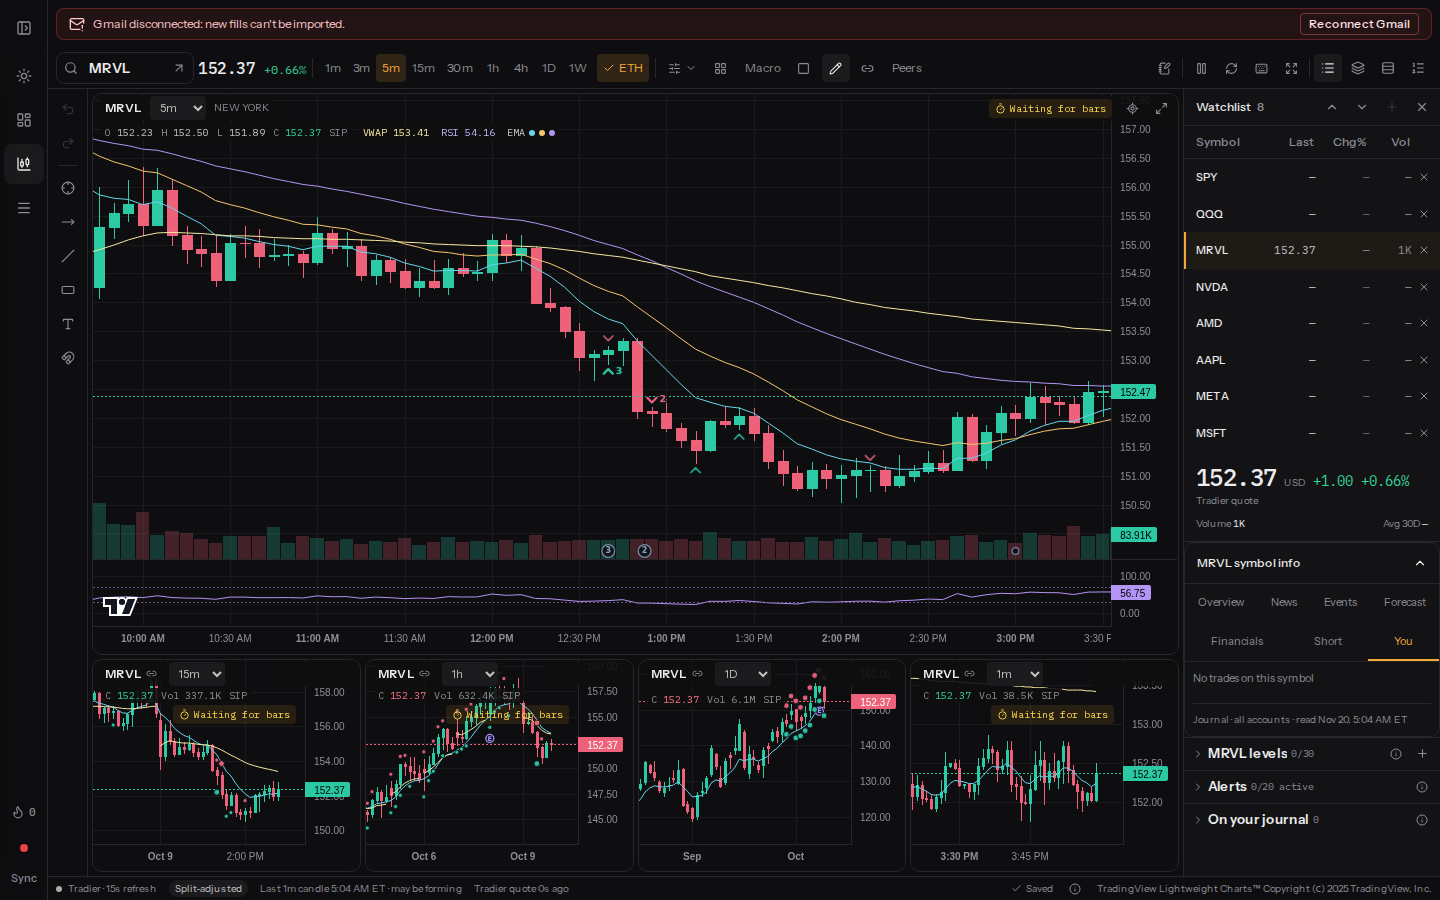 Gmail disconnected: new fills can't be imported.
Reconnect Gmail
MRVL 152.37 +0.66% 1m 3m 5m 15m 30m 1h 4h 1D 1W ETH Macro Peers
MRVL 5m NEW YORK Waiting for bars
O 152.23 H 152.50 L 151.89 C 152.37 SIP VWAP 153.41 RSI 54.16 EMA
157.00
156.50
156.00
155.50
155.00
154.50
154.00
153.50
153.00
152.47
152.00
151.50
151.00
150.50
83.91K
100.00
56.75
0.00
3
2
3 2
10:00 AM 10:30 AM 11:00 AM 11:30 AM 12:00 PM 12:30 PM 1:00 PM 1:30 PM 2:00 PM 2:30 PM 3:00 PM 3:30 P
MRVL 15m
C 152.37 Vol 337.1K SIP
Waiting for bars
158.00
156.00
154.00
152.37
150.00
Oct 9 2:00 PM
MRVL 1h
C 152.37 Vol 632.4K SIP
Waiting for bars
E
157.50
155.00
152.37
150.00
147.50
145.00
Oct 6 Oct 9
MRVL 1D
C 152.37 Vol 6.1M SIP
E
152.37
150.00
140.00
130.00
120.00
Sep Oct
MRVL 1m
C 152.37 Vol 38.5K SIP
Waiting for bars
153.00
152.50
152.37
152.00
3:30 PM 3:45 PM
Watchlist 8
Symbol Last Chg% Vol
SPY – – –
QQQ – – –
MRVL 152.37 – 1K
NVDA – – –
AMD – – –
AAPL – – –
META – – –
MSFT – – –
152.37 USD +1.00 +0.66%
Tradier quote
Volume 1K Avg 30D –
MRVL symbol info
Overview News Events Forecast
Financials Short You
No trades on this symbol
Journal · all accounts · read Nov 20, 5:04 AM ET
MRVL levels 0/30
Alerts 0/20 active
On your journal 0
0
Sync
Tradier · 15s refresh Split-adjusted Last 1m candle 5:04 AM ET · may be forming Tradier quote 0s ago
Saved TradingView Lightweight Charts™ Copyright (c) 2025 TradingView, Inc.